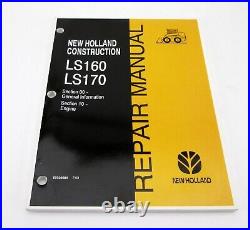 NEW HOLLAND
CONSTRUCTION
LS160
LS170
Section 00 -
General Information
Section 10 -
Engine
REPAIR MANUAL
NEW HOLLAND